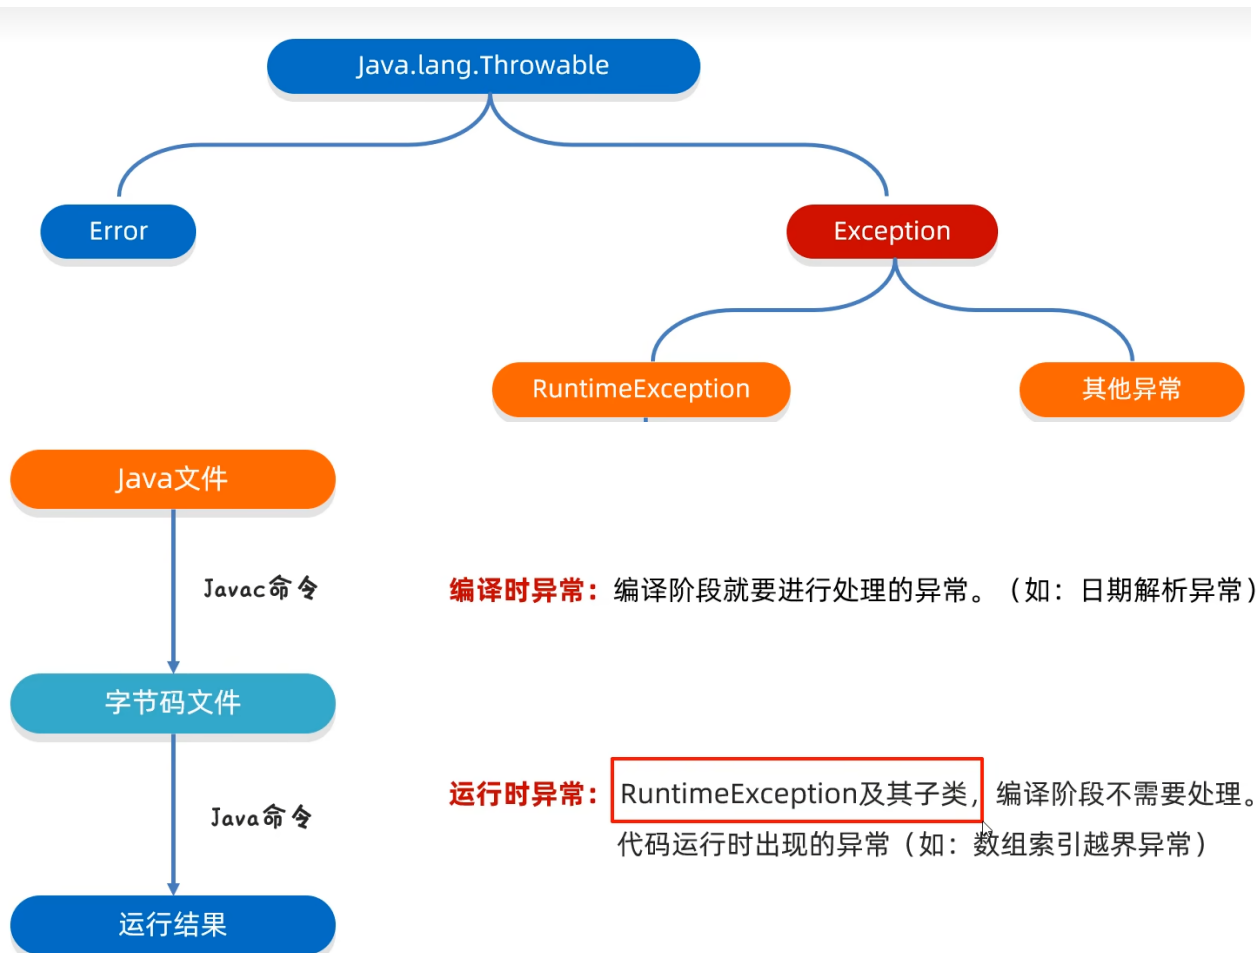 Java.lang.Throwable
Error
Exception
RuntimeException
其他异常
Java文件
Javac命令
编译时异常：编译阶段就要进行处理的异常。（如：日期解析异常）
字节码文件
运行时异常：RuntimeException及其子类，编译阶段不需要处理。
Java命令
代码运行时出现的异常（如：数组索引越界异常）
运行结果